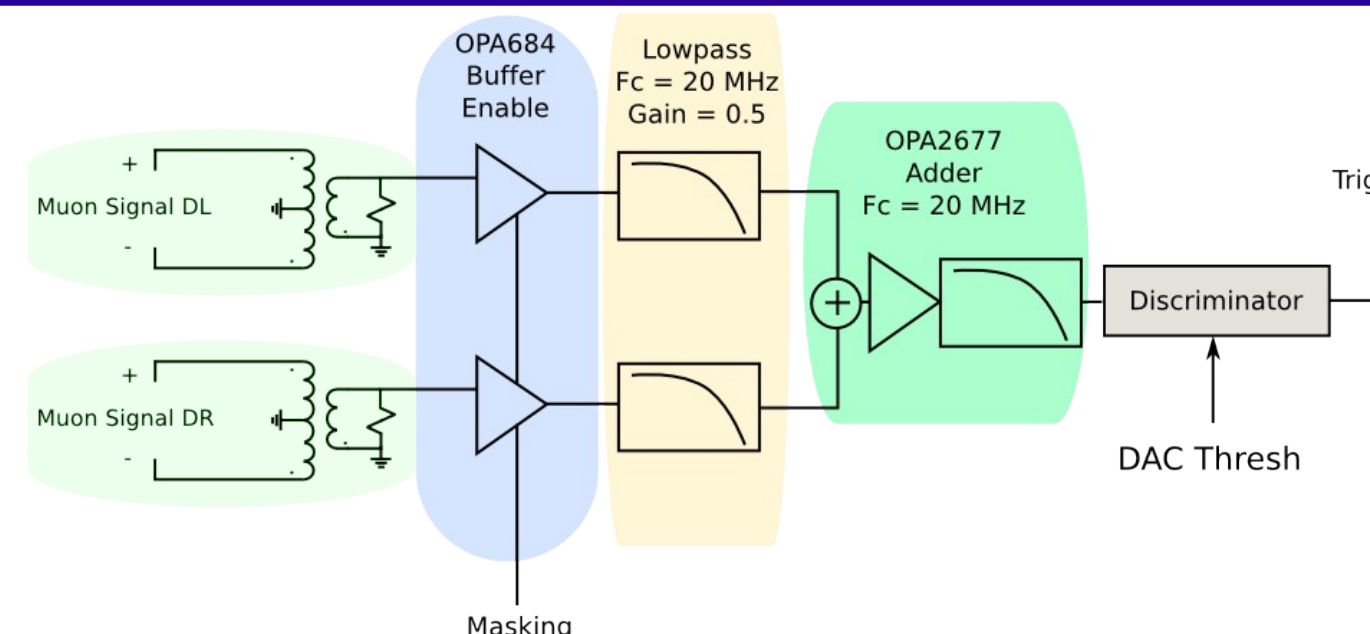 OPA684
Buffer
Enable
Lowpass
Fc = 20 MHz
Gain = 0.5
OPA2677
Adder
Fc = 20 MHz
Trig
+
Muon Signal DL
-
+
Discriminator
+
Muon Signal DR
-
DAC Thresh
Masking